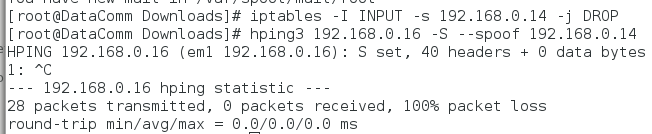 [root@DataComm Downloads]# iptables -I INPUT -s 192.168.0.14 -j DROP
[root@DataComm Downloads]# hping3 192.168.0.16 -S --spoof 192.168.0.14
HPING 192.168.0.16 (em1 192.168.0.16): S set, 40 headers + 0 data bytes
1: ^C
--- 192.168.0.16 hping statistic ---
28 packets transmitted, 0 packets received, 100% packet loss
round-trip min/avg/max = 0.0/0.0/0.0 ms